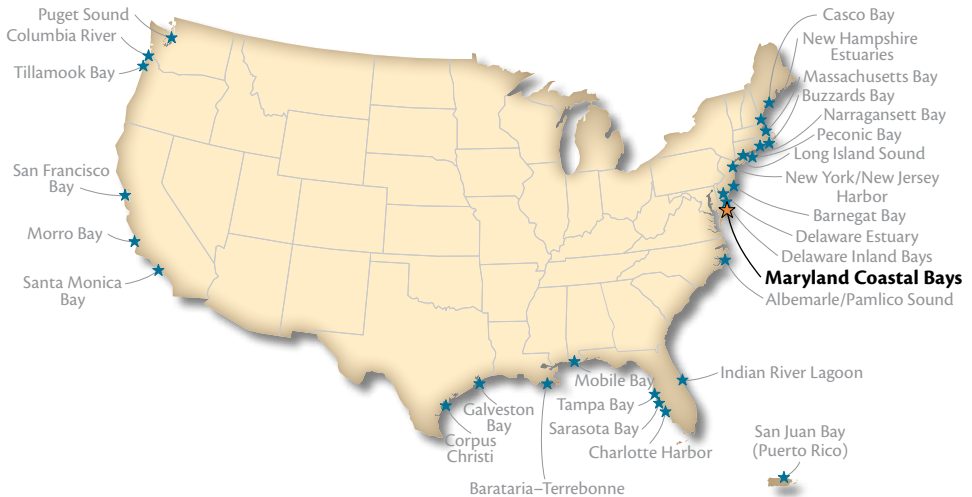 Puget Sound
Columbia River
Tillamook Bay
San Francisco
Bay
Morro Bay
Santa Monica
Bay
Casco Bay
New Hampshire
Estuaries
Massachusetts Bay
Buzzards Bay
Narragansett Bay
Peconic Bay
Long Island Sound
New York/New Jersey
Harbor
Barnegat Bay
Delaware Estuary
Delaware Inland Bays
Maryland Coastal Bays
Albemarle/Pamlico Sound
Indian River Lagoon
Mobile Bay
Tampa Bay
Sarasota Bay
Charlotte Harbor
Galveston
Bay
Corpus
Christi
Barataria–Terrebonne
San Juan Bay
(Puerto Rico)